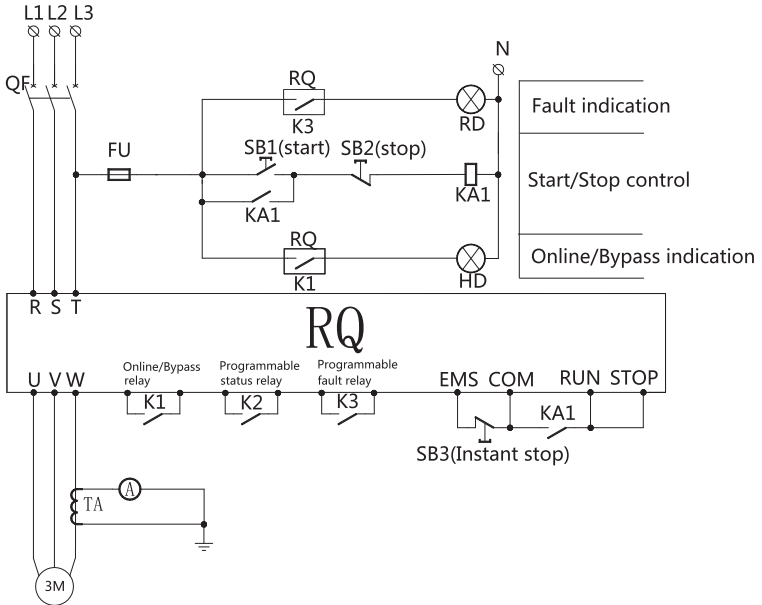 L1 L2 L3
N
QF
RQ
K3
RD
Fault indication
FU
SB1(start)
SB2(stop)
KA1
KA1
Start/Stop control
RQ
K1
HD
Online/Bypass indication
R S T
RQ
U V W
Online/Bypass
relay
K1
Programmable
status relay
K2
Programmable
fault relay
K3
EMS COM
RUN STOP
KA1
SB3(Instant stop)
TA
A
3M